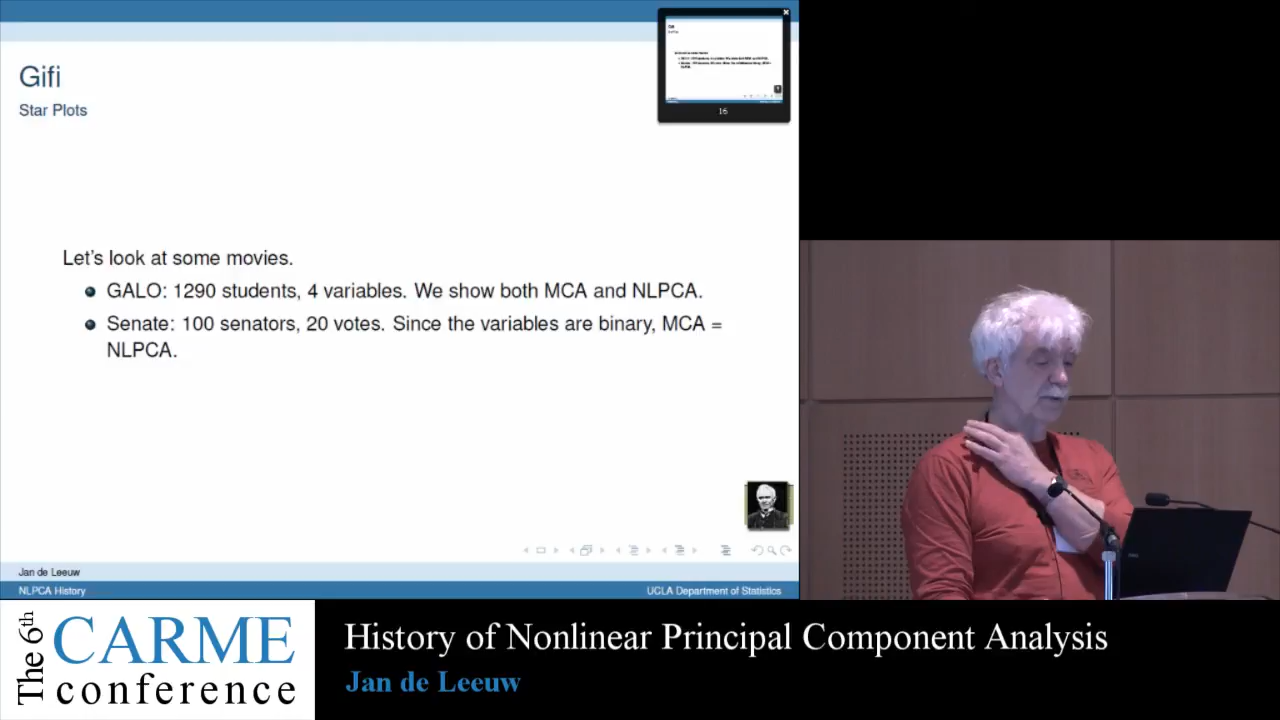 Gifi
Star Plots
16
Let's look at some movies.
GALO: 1290 students, 4 variables. We show both MCA and NLPCA.
Senate: 100 senators, 20 votes. Since the variables are binary, MCA =
NLPCA.
Jan de Leeuw
NLPCA History
UCLA Department of Statistics
The 6th
CARME
conference
History of Nonlinear Principal Component Analysis
Jan de Leeuw